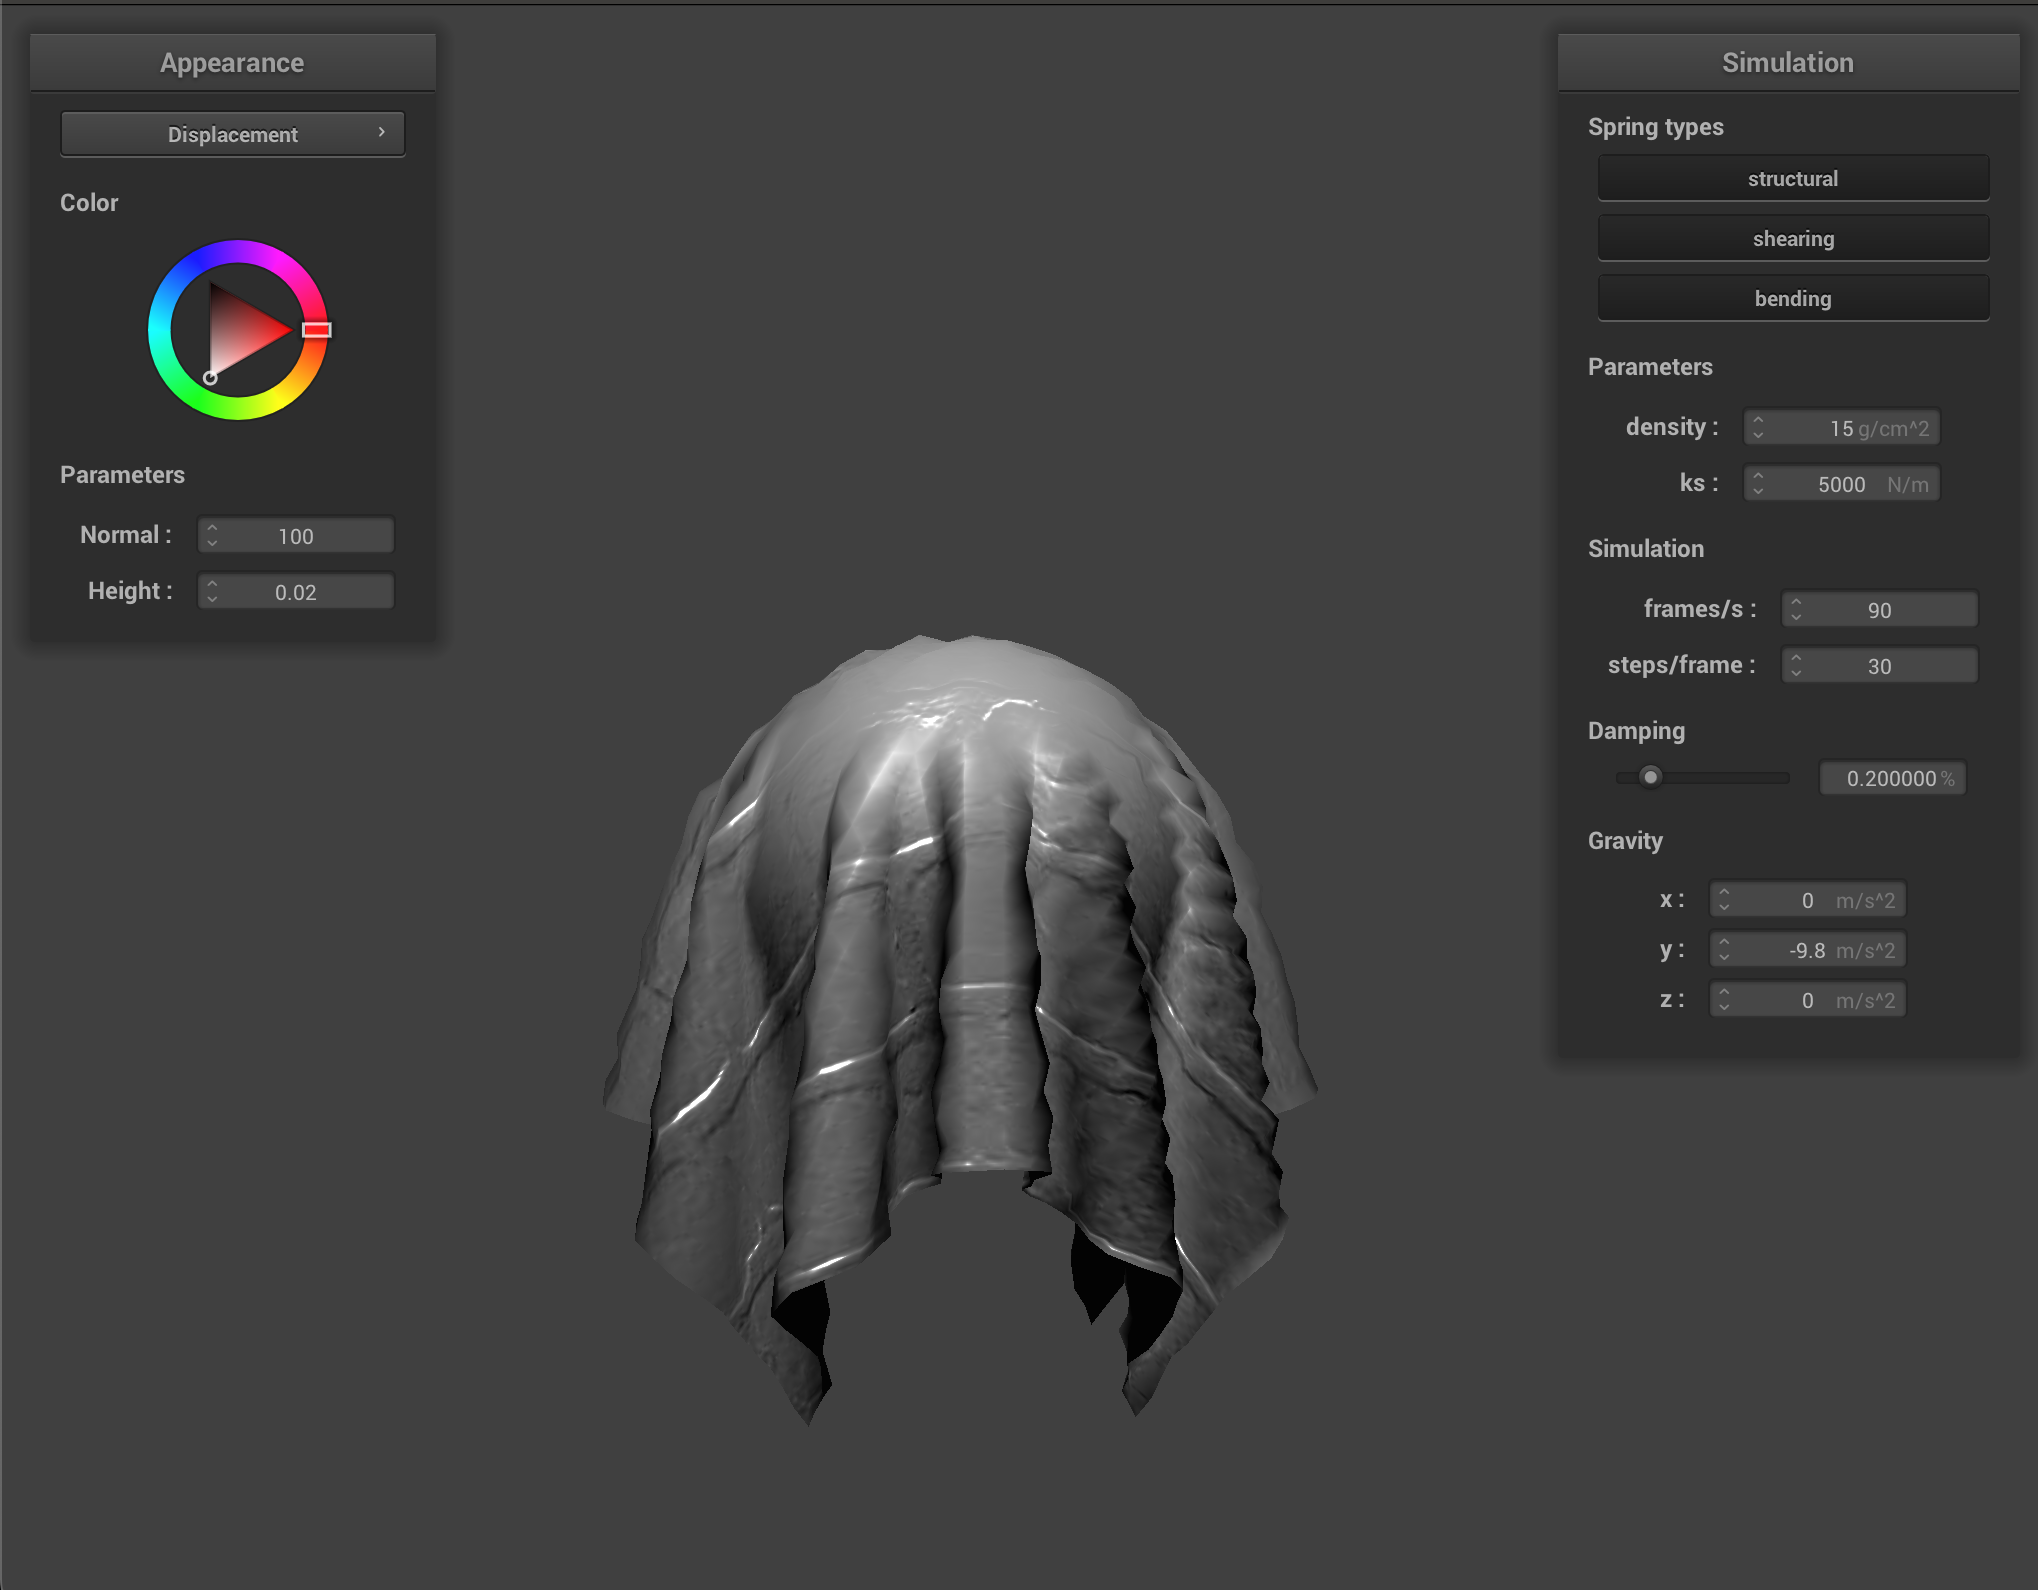 Appearance
Displacement
Color
Parameters
Normal : 100
Height : 0.02
Simulation
Spring types
structural
shearing
bending
Parameters
density : 15 g/cm^2
ks : 5000 N/m
Simulation
frames/s : 90
steps/frame : 30
Damping
0.200000 %
Gravity
x : 0 m/s^2
y : -9.8 m/s^2
z : 0 m/s^2